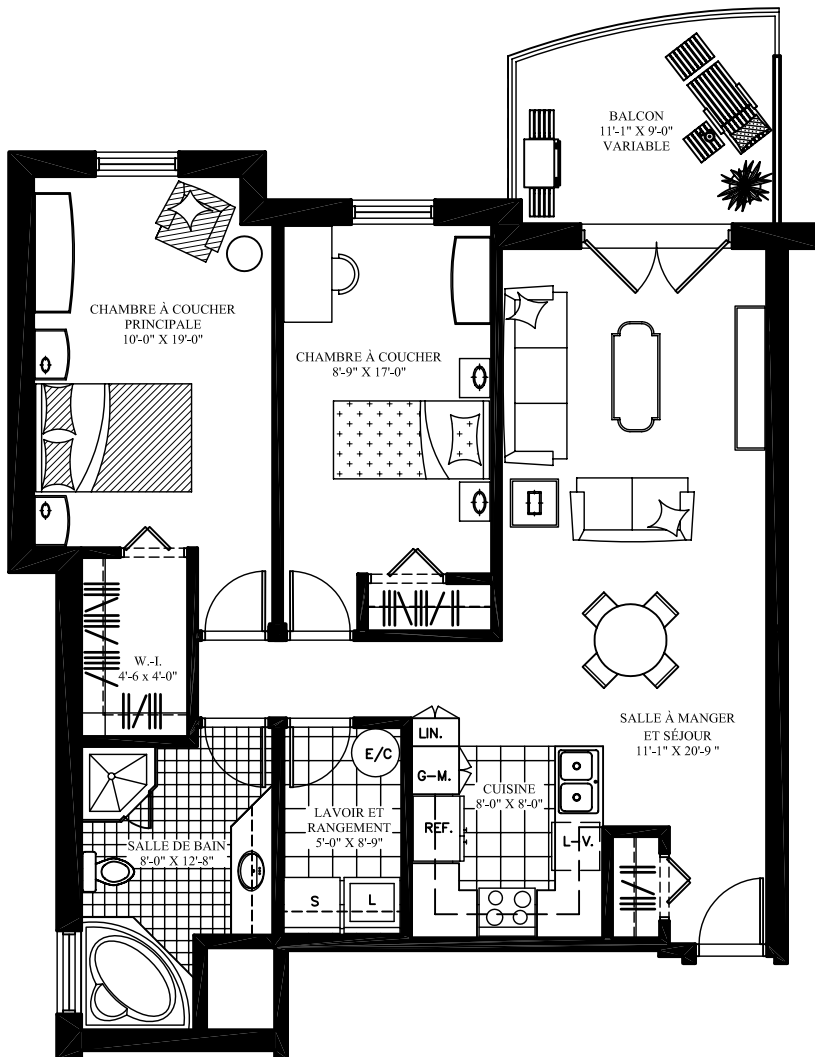 BALCON
11'-1" X 9'-0"
VARIABLE
CHAMBRE À COUCHER
PRINCIPALE
10'-0" X 19'-0"
CHAMBRE À COUCHER
8'-9" X 17'-0"
W.-I.
4'-6 x 4'-0"
SALLE À MANGER
ET SÉJOUR
11'-1" X 20'-9 "
LIN.
G-M.
E/C
CUISINE
8'-0" X 8'-0"
REF.
L-V.
LAVOIR ET
RANGEMENT
5'-0" X 8'-9"
SALLE DE BAIN
8'-0" X 12'-8"
S
L